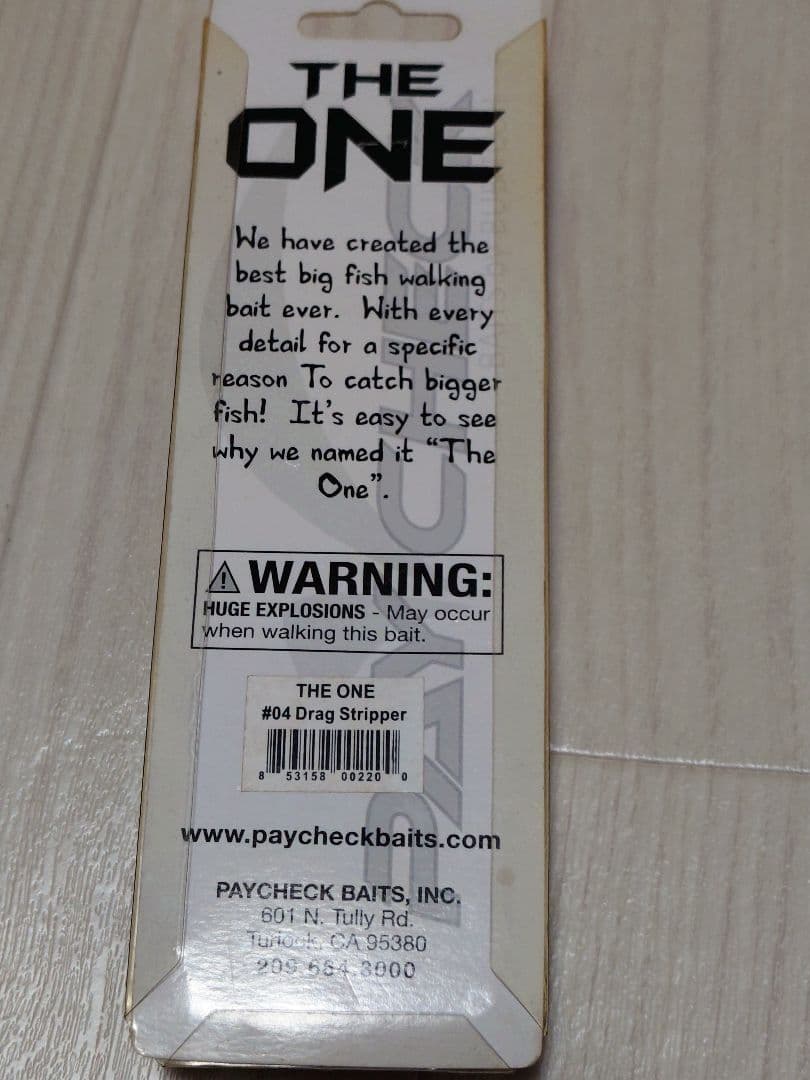 THE
ONE
We have created the
best big fish walking
bait ever. With every
detail for a specific
reason To catch bigger
fish! It's easy to see
why we named it “The
One”.
WARNING:
HUGE EXPLOSIONS - May occur
when walking this bait.
THE ONE
#04 Drag Stripper
8 53158 00220 0
www.paycheckbaits.com
PAYCHECK BAITS, INC.
601 N. Tully Rd.
Turlock, CA 95380
PAYCHECK